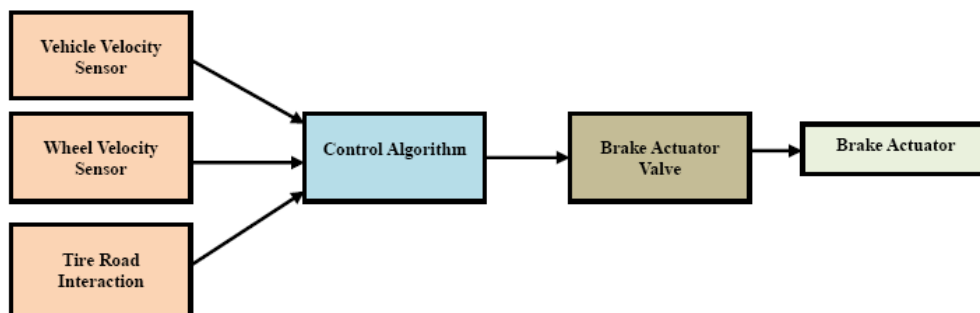 Vehicle Velocity
Sensor
Wheel Velocity
Sensor
Tire Road
Interaction
Control Algorithm
Brake Actuator
Valve
Brake Actuator